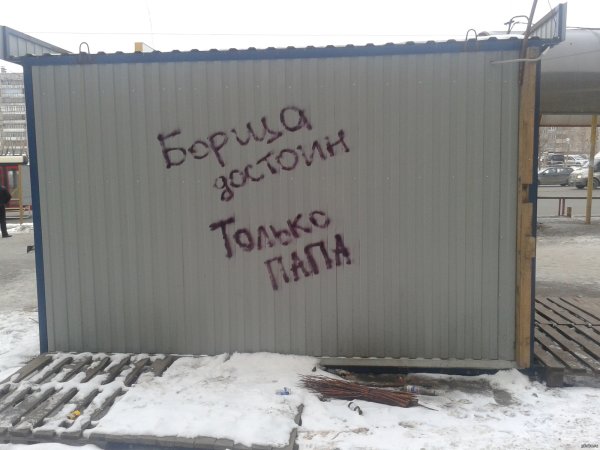 Борща
достоин
Только
ПАПА